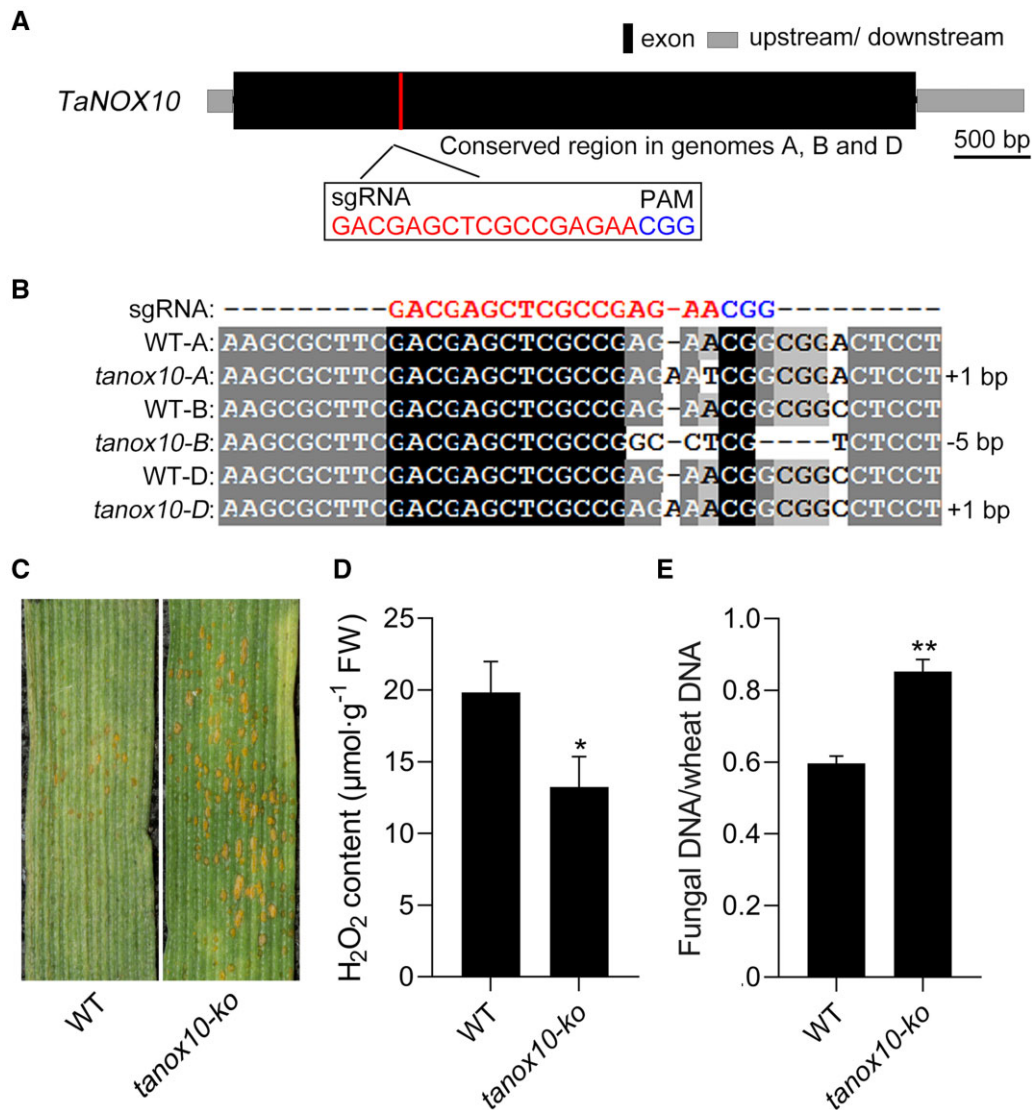 A
exon upstream/ downstream
TaNOX10
Conserved region in genomes A, B and D
500 bp
sgRNA PAM
GACGAGCTCGCCGAGAACGG
B
sgRNA: ---------GACGAGCTCGCCGAG-AACGG---------
WT-A: AAGCGCTTCGACGAGCTCGCCGAG-AACGGCGGACTCCT
tanox10-A: AAGCGCTTCGACGAGCTCGCCGAGAATCGGCGGACTCCT +1 bp
WT-B: AAGCGCTTCGACGAGCTCGCCGAG-AACGGCGGCCTCCT
tanox10-B: AAGCGCTTCGACGAGCTCGCCGGC-CTCG----TCTCCT -5 bp
WT-D: AAGCGCTTCGACGAGCTCGCCGAG-AACGGCGGCCTCCT
tanox10-D: AAGCGCTTCGACGAGCTCGCCGAGAAACGGCGGCCTCCT +1 bp
C
WT
tanox10-ko
D
H₂O₂ content (µmol·g⁻¹ FW)
25
20
15
10
5
0
*
WT
tanox10-ko
E
Fungal DNA/wheat DNA
1.0
0.8
0.6
0.4
0.2
.0
**
WT
tanox10-ko